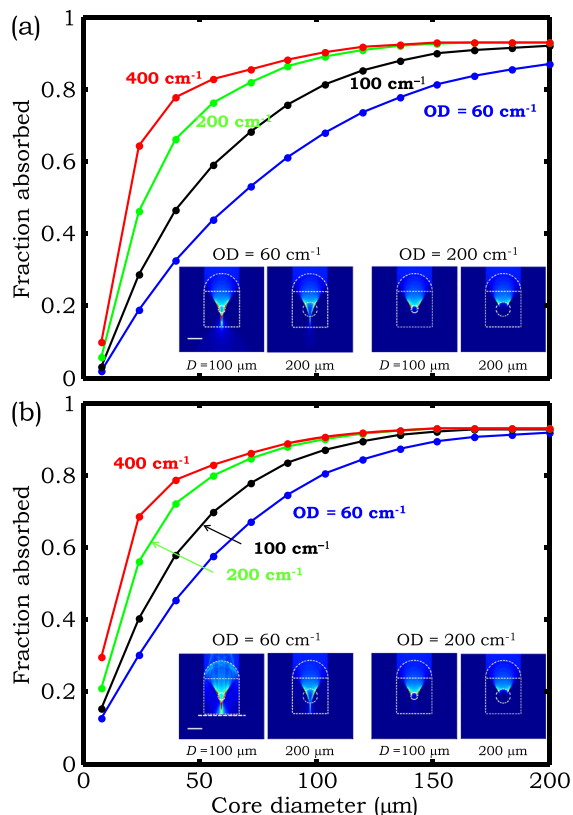 (a)
1
0.8
0.6
0.4
0.2
0
Fraction absorbed
400 cm-1
200 cm-1
100 cm-1
OD = 60 cm-1
OD = 60 cm-1
OD = 200 cm-1
D =100 μm
200 μm
D =100 μm
200 μm
(b)
1
0.8
0.6
0.4
0.2
0
Fraction absorbed
400 cm-1
OD = 60 cm-1
100 cm-1
200 cm-1
OD = 60 cm-1
OD = 200 cm-1
D =100 μm
200 μm
D =100 μm
200 μm
0 50 100 150 200
Core diameter (μm)